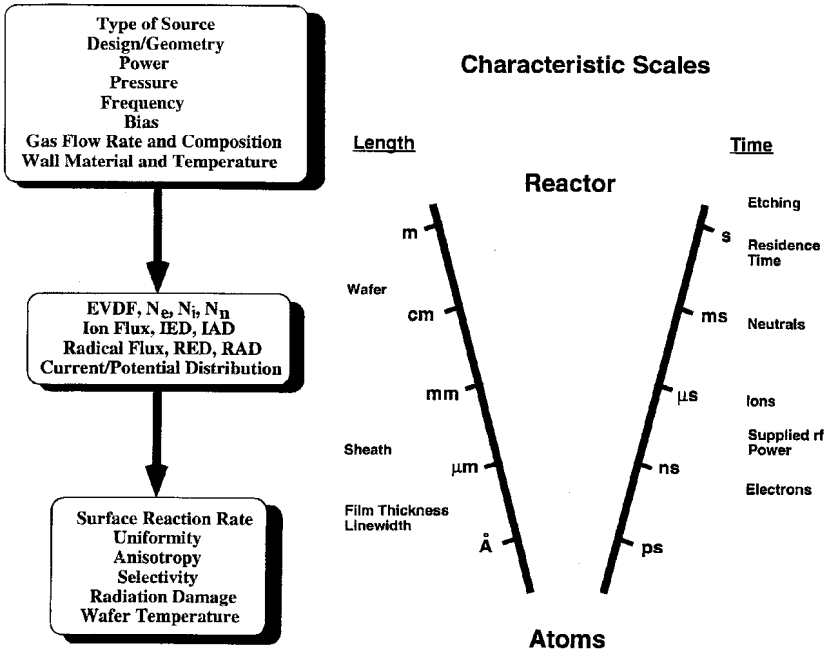 Type of Source
Design/Geometry
Power
Pressure
Frequency
Bias
Gas Flow Rate and Composition
Wall Material and Temperature
EVDF, Ne, Ni, Nn
Ion Flux, IED, IAD
Radical Flux, RED, RAD
Current/Potential Distribution
Surface Reaction Rate
Uniformity
Anisotropy
Selectivity
Radiation Damage
Wafer Temperature
Characteristic Scales
Length
Time
Reactor
m
cm
mm
μm
Å
Wafer
Sheath
Film Thickness
Linewidth
s
ms
μs
ns
ps
Etching
Residence
Time
Neutrals
Ions
Supplied rf
Power
Electrons
Atoms